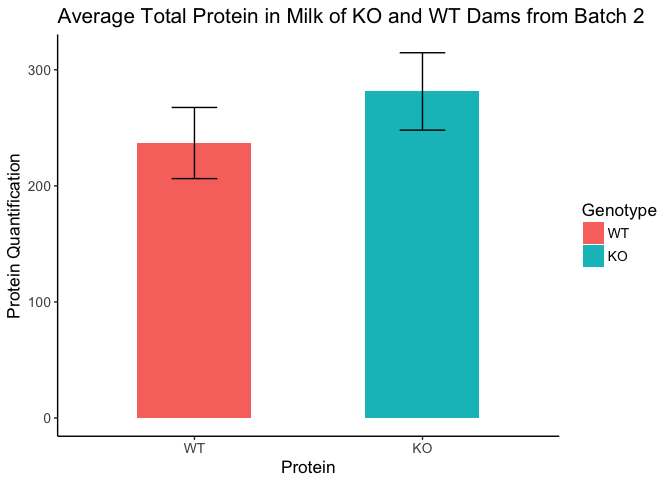 Average Total Protein in Milk of KO and WT Dams from Batch 2
Protein Quantification
300
200
100
0
WT
KO
Protein
Genotype
WT
KO